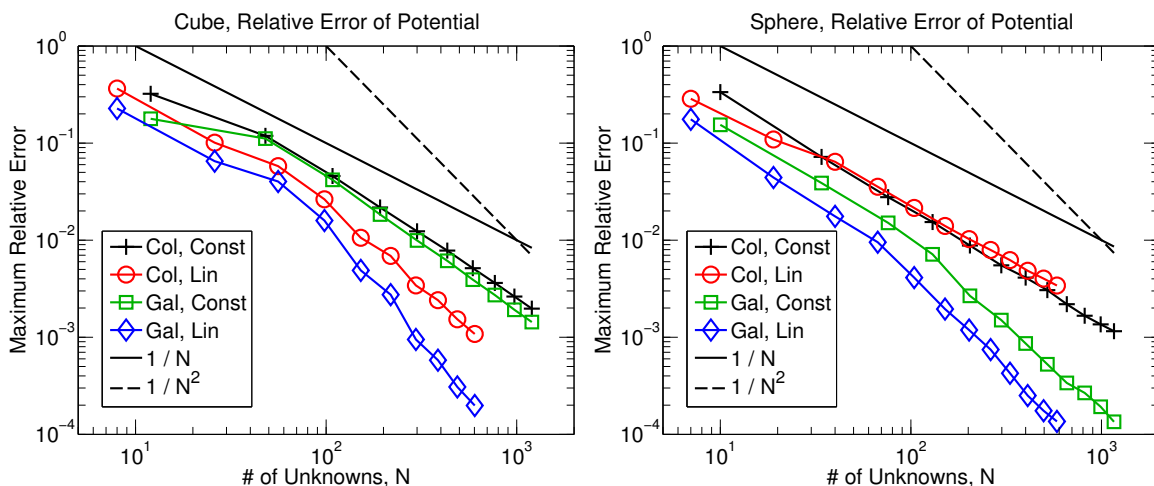 Cube, Relative Error of Potential
Maximum Relative Error
10^0
10^-1
10^-2
10^-3
10^-4
Col, Const
Col, Lin
Gal, Const
Gal, Lin
1 / N
1 / N^2
10^1
10^2
10^3
# of Unknowns, N
Sphere, Relative Error of Potential
Maximum Relative Error
10^0
10^-1
10^-2
10^-3
10^-4
Col, Const
Col, Lin
Gal, Const
Gal, Lin
1 / N
1 / N^2
10^1
10^2
10^3
# of Unknowns, N